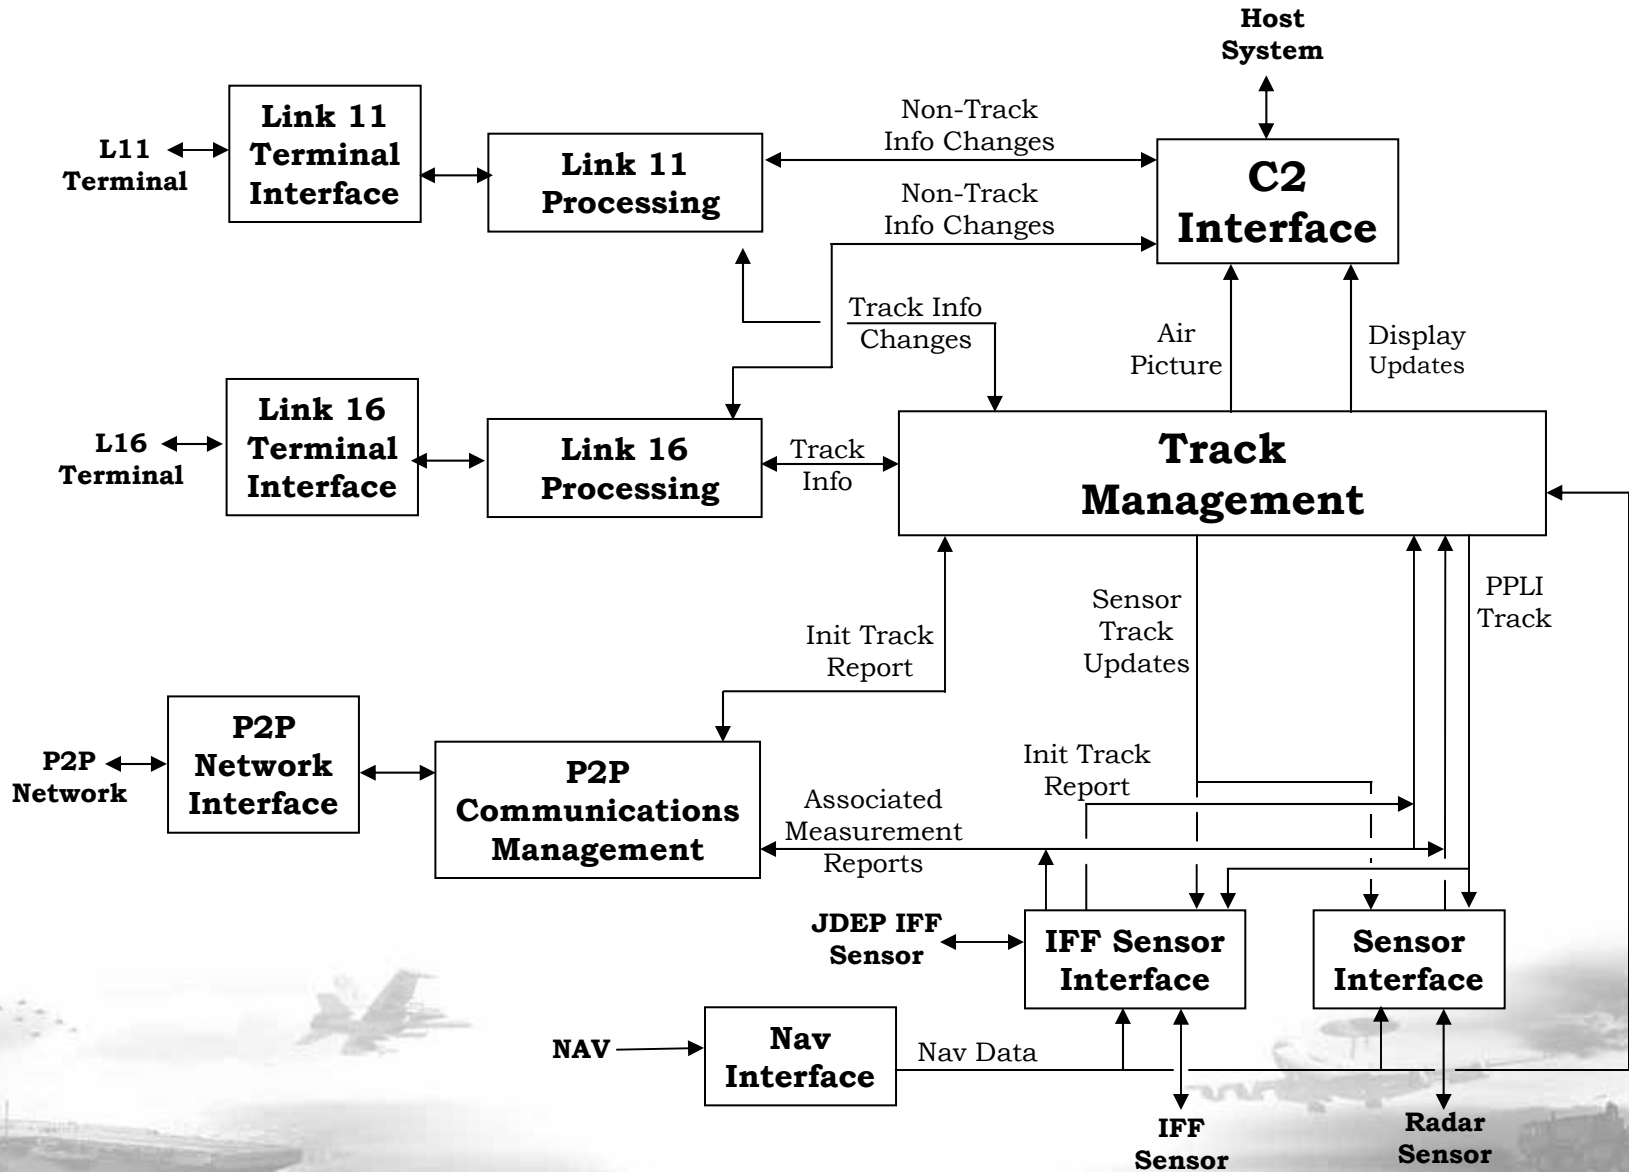 Host
System
Link 11
Terminal
Interface
L11
Terminal
Link 11
Processing
Non-Track
Info Changes
Non-Track
Info Changes
C2
Interface
Track Info
Changes
Air
Picture
Display
Updates
Link 16
Terminal
Interface
L16
Terminal
Link 16
Processing
Track
Info
Track
Management
Init Track
Report
Sensor
Track
Updates
PPLI
Track
P2P
Network
Interface
P2P
Network
P2P
Communications
Management
Init Track
Report
Associated
Measurement
Reports
JDEP IFF
Sensor
IFF Sensor
Interface
Sensor
Interface
NAV
Nav
Interface
Nav Data
IFF
Sensor
Radar
Sensor